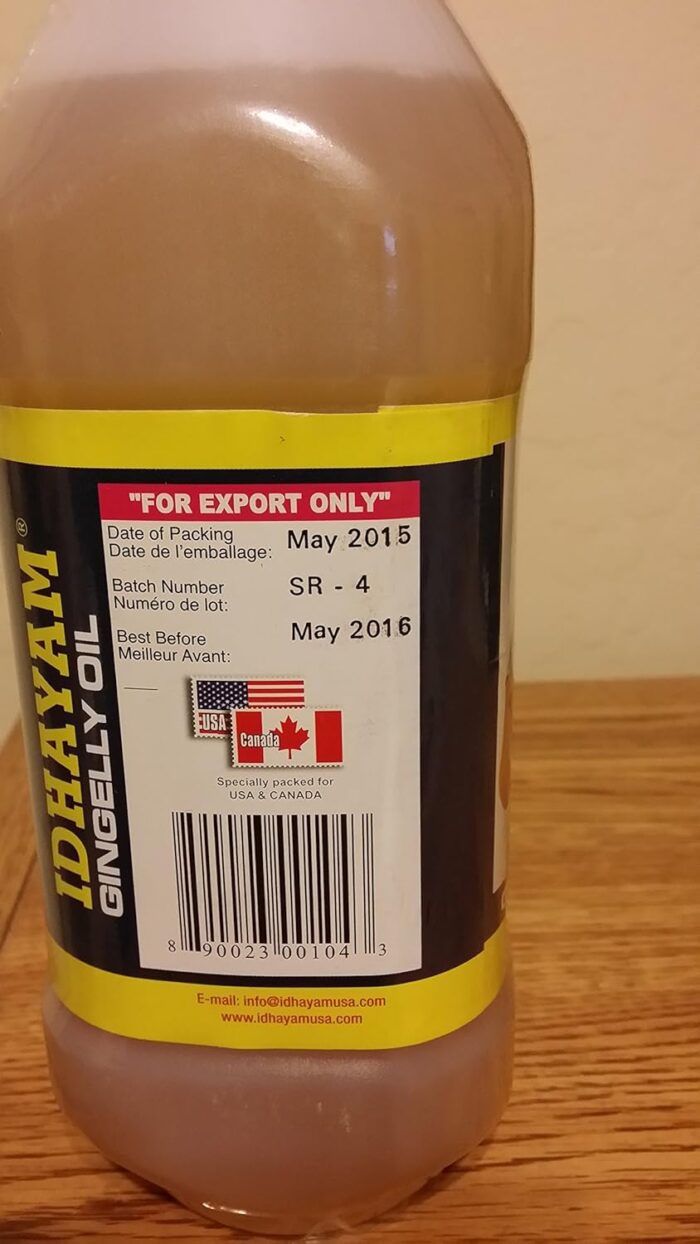 IDHAYAM®
GINGELLY OIL
"FOR EXPORT ONLY"
Date of Packing
Date de l'emballage: May 2015
Batch Number SR - 4
Numéro de lot:
Best Before May 2016
Meilleur Avant:
USA
Canada
Specially packed for
USA & CANADA
8 90023 00104 3
E-mail: info@idhayamusa.com
www.idhayamusa.com